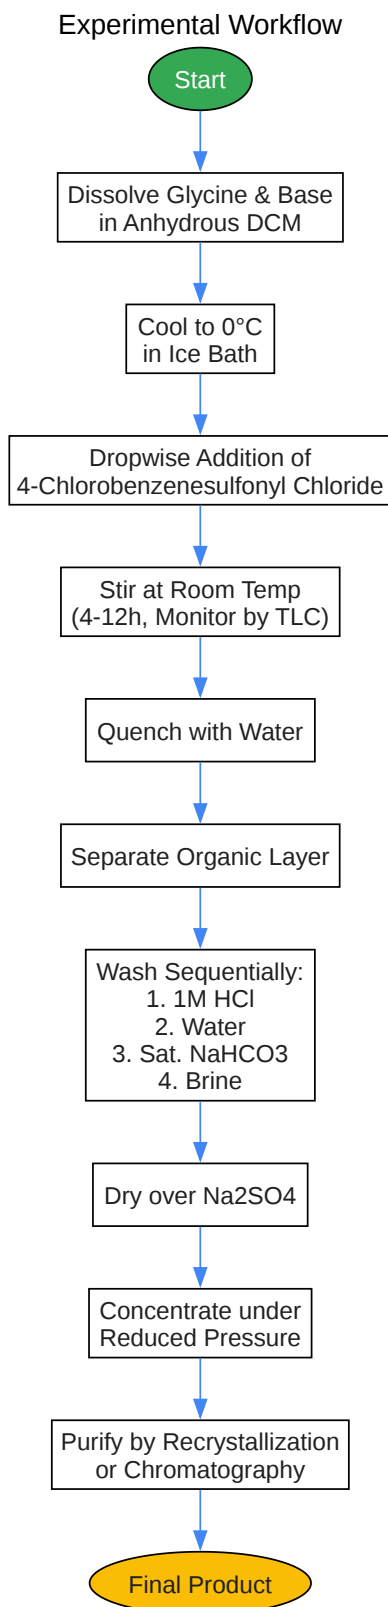 Experimental Workflow
Start
Dissolve Glycine & Base
in Anhydrous DCM
Cool to 0°C
in Ice Bath
Dropwise Addition of
4-Chlorobenzenesulfonyl Chloride
Stir at Room Temp
(4-12h, Monitor by TLC)
Quench with Water
Separate Organic Layer
Wash Sequentially:
1. 1M HCl
2. Water
3. Sat. NaHCO3
4. Brine
Dry over Na2SO4
Concentrate under
Reduced Pressure
Purify by Recrystallization
or Chromatography
Final Product